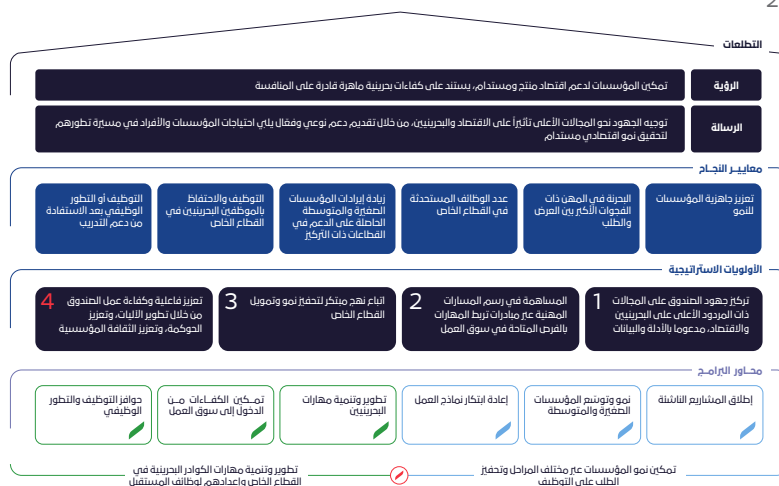 2
التطلعات
الرؤية
تمكين المؤسسات لدعم اقتصاد منتج ومستدام، يستند على كفاءات بحرينية ماهرة قادرة على المنافسة
الرسالة
توجيه الجهود نحو المجالات الأعلى تأثيراً على الاقتصاد والبحرينيين، من خلال تقديم دعم نوعي وفعّال يلبي احتياجات المؤسسات والأفراد في مسيرة تطورهم
لتحقيق نمو اقتصادي مستدام
معاييـر النجـاح
تعزيز جاهزية المؤسسات
للنمو
البحرنة في المهن ذات
الفجوات الأكبر بين العرض
والطلب
عدد الوظائف المستحدثة
في القطاع الخاص
زيادة إيرادات المؤسسات
الصغيرة والمتوسطة
الحاصلة على الدعم في
القطاعات ذات التركيز
التوظيف والاحتفاظ
بالموظفين البحرينيين في
القطاع الخاص
التوظيف أو التطور
الوظيفي بعد الاستفادة
من دعم التدريب
الأولويات الاستراتيجية
1
تركيز جهود الصندوق على المجالات
ذات المردود الأعلى على البحرينيين
والاقتصاد، مدعوما بالأدلة والبيانات
2
المساهمة في رسم المسارات
المهنية عبر مبادرات تربط المهارات
بالفرص المتاحة في سوق العمل
3
اتباع نهج مبتكر لتحفيز نمو وتمويل
القطاع الخاص
4
تعزيز فاعلية وكفاءة عمل الصندوق
من خلال تطوير الآليات، وتعزيز
الحوكمة، وتعزيز الثقافة المؤسسية
محـاور البرامـج
إطلاق المشاريع الناشئة
نمو وتوسّع المؤسسات
الصغيرة والمتوسطة
إعادة ابتكار نماذج العمل
تطوير وتنمية مهارات
البحرينيين
تمـكين الكفـاءات مـن
الدخول إلى سوق العمل
حوافز التوظيف والتطور
الوظيفي
تمكين نمو المؤسسات عبر مختلف المراحل وتحفيز
الطلب على التوظيف
تطوير وتنمية مهارات الكوادر البحرينية في
القطاع الخاص وإعدادهم لوظائف المستقبل